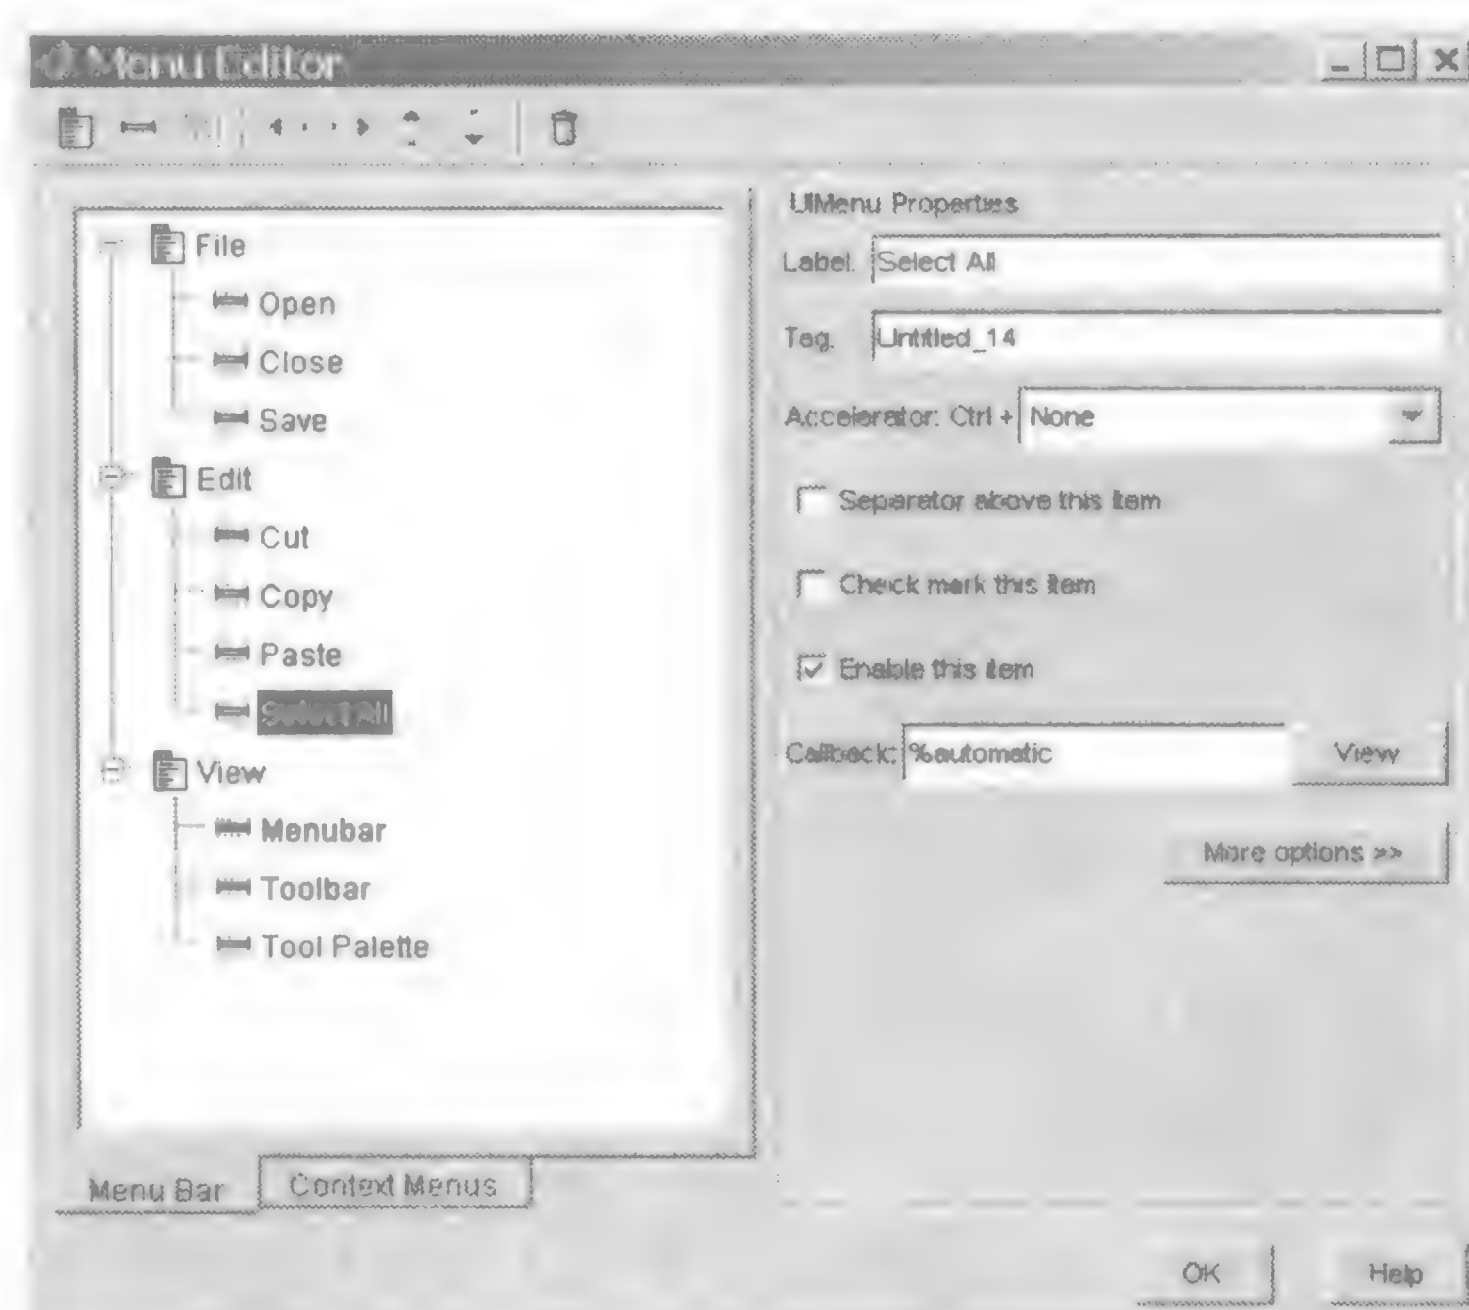 Menu Editor
File
Open
Close
Save
Edit
Cut
Copy
Paste
Select All
View
Menubar
Toolbar
Tool Palette
Menu Bar
Context Menus
UIMenu Properties
Label: Select All
Tag: Untitled_14
Accelerator: Ctrl + None
Separator above this item
Check mark this item
Enable this item
Callback: %automatic View
More options >>
OK Help